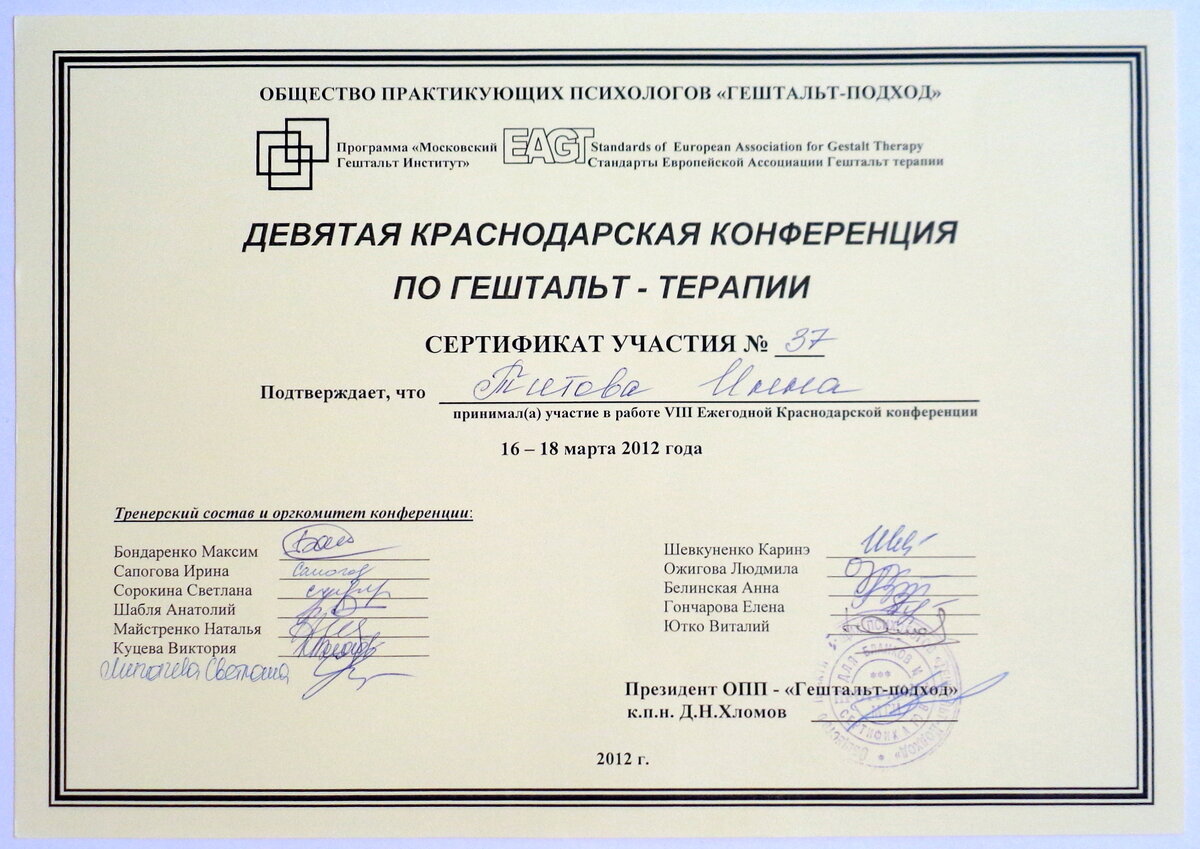 ОБЩЕСТВО ПРАКТИКУЮЩИХ ПСИХОЛОГОВ «ГЕШТАЛЬТ-ПОДХОД»
Программа «Московский
Гештальт Институт»
EAGT
Standards of European Association for Gestalt Therapy
Стандарты Европейской Ассоциации Гештальт терапии
ДЕВЯТАЯ КРАСНОДАРСКАЯ КОНФЕРЕНЦИЯ
ПО ГЕШТАЛЬТ - ТЕРАПИИ
СЕРТИФИКАТ УЧАСТИЯ № 37
Подтверждает, что Титова Инна
принимал(а) участие в работе VIII Ежегодной Краснодарской конференции
16 – 18 марта 2012 года
Тренерский состав и оргкомитет конференции:
Бондаренко Максим
Сапогова Ирина
Сорокина Светлана
Шабля Анатолий
Майстренко Наталья
Куцева Виктория
Светлана
Шевкуненко Каринэ
Ожигова Людмила
Белинская Анна
Гончарова Елена
Ютко Виталий
Президент ОПП - «Гештальт-подход»
к.п.н. Д.Н.Хломов
2012 г.